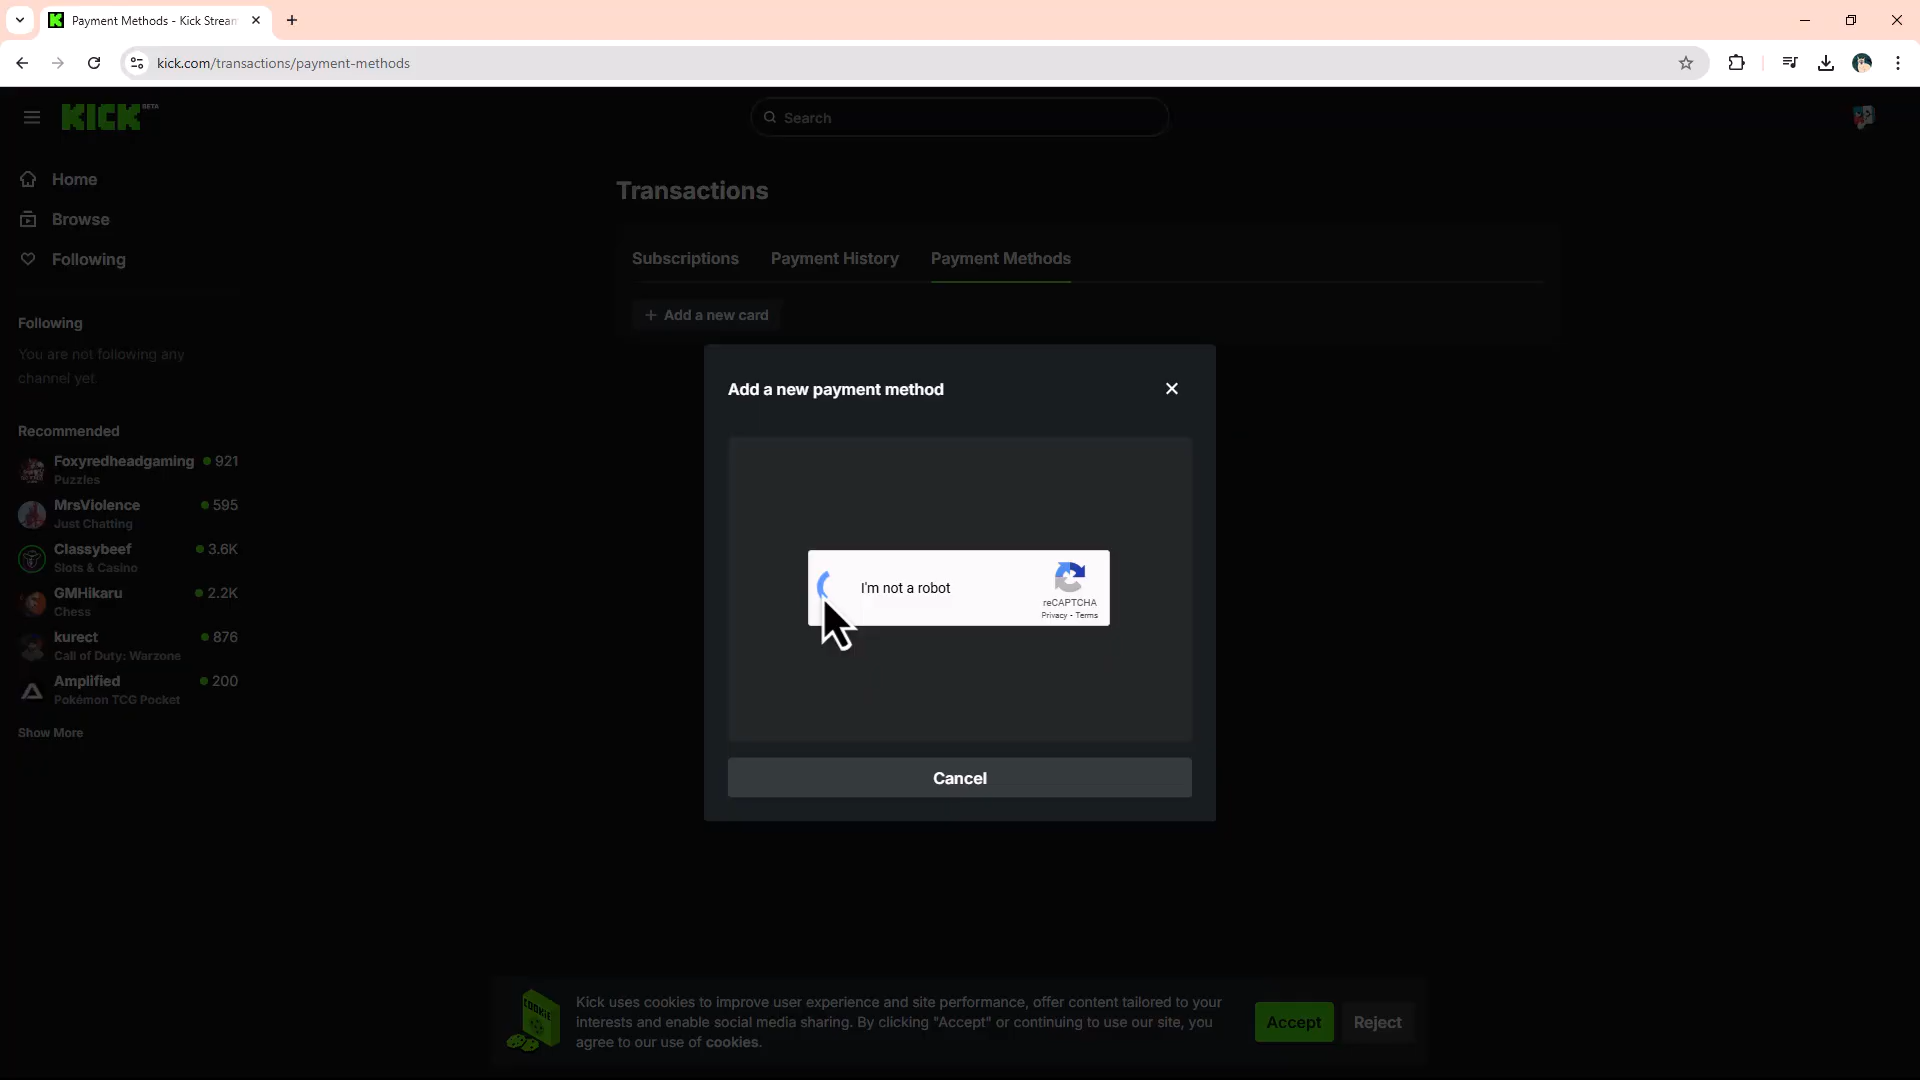 Payment Methods - Kick Stream
kick.com/transactions/payment-methods
KICK BETA
Search
Home
Browse
Following
Transactions
Subscriptions
Payment History
Payment Methods
+ Add a new card
Following
You are not following any
channel yet.
Recommended
Foxyredheadgaming 921
Puzzles
MrsViolence 595
Just Chatting
Classybeef 3.6K
Slots & Casino
GMHikaru 2.2K
Chess
kurect 876
Call of Duty: Warzone
Amplified 200
Pokémon TCG Pocket
Show More
Add a new payment method
I'm not a robot
reCAPTCHA
Privacy - Terms
Cancel
COOKIE
Kick uses cookies to improve user experience and site performance, offer content tailored to your
interests and enable social media sharing. By clicking "Accept" or continuing to use our site, you
agree to our use of cookies.
Accept
Reject